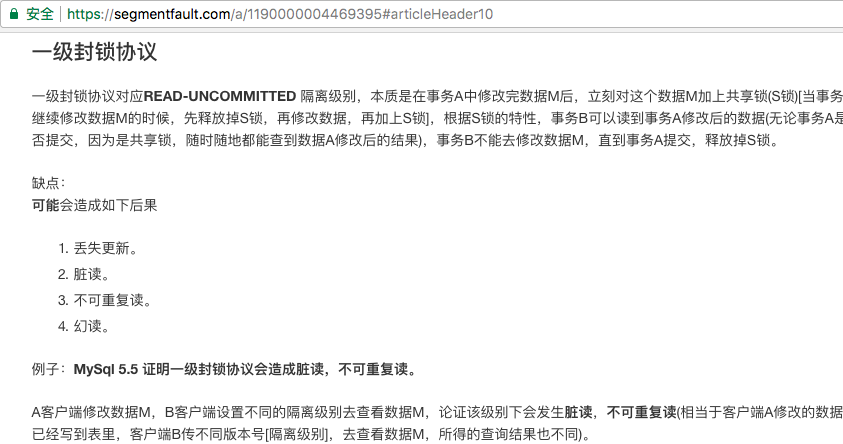 安全 | https://segmentfault.com/a/1190000004469395#articleHeader10
一级封锁协议
一级封锁协议对应READ-UNCOMMITTED 隔离级别，本质是在事务A中修改完数据M后，立刻对这个数据M加上共享锁(S锁)[当事务
继续修改数据M的时候，先释放掉S锁，再修改数据，再加上S锁]，根据S锁的特性，事务B可以读到事务A修改后的数据(无论事务A是
否提交，因为是共享锁，随时随地都能查到数据A修改后的结果)，事务B不能去修改数据M，直到事务A提交，释放掉S锁。
缺点：
可能会造成如下后果
1. 丢失更新。
2. 脏读。
3. 不可重复读。
4. 幻读。
例子：MySql 5.5 证明一级封锁协议会造成脏读，不可重复读。
A客户端修改数据M，B客户端设置不同的隔离级别去查看数据M，论证该级别下会发生脏读，不可重复读(相当于客户端A修改的数据
已经写到表里，客户端B传不同版本号[隔离级别]，去查看数据M，所得的查询结果也不同)。